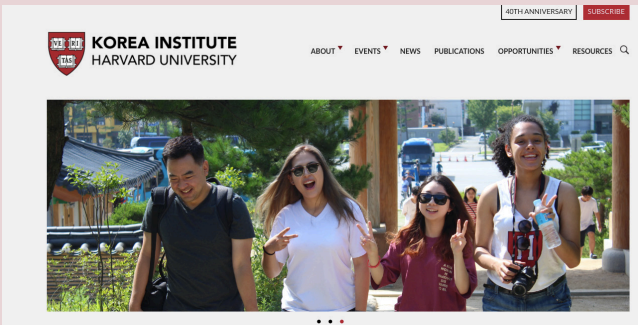 40TH ANNIVERSARY SUBSCRIBE
VE RI
TAS
KOREA INSTITUTE
HARVARD UNIVERSITY
ABOUT EVENTS NEWS PUBLICATIONS OPPORTUNITIES RESOURCES